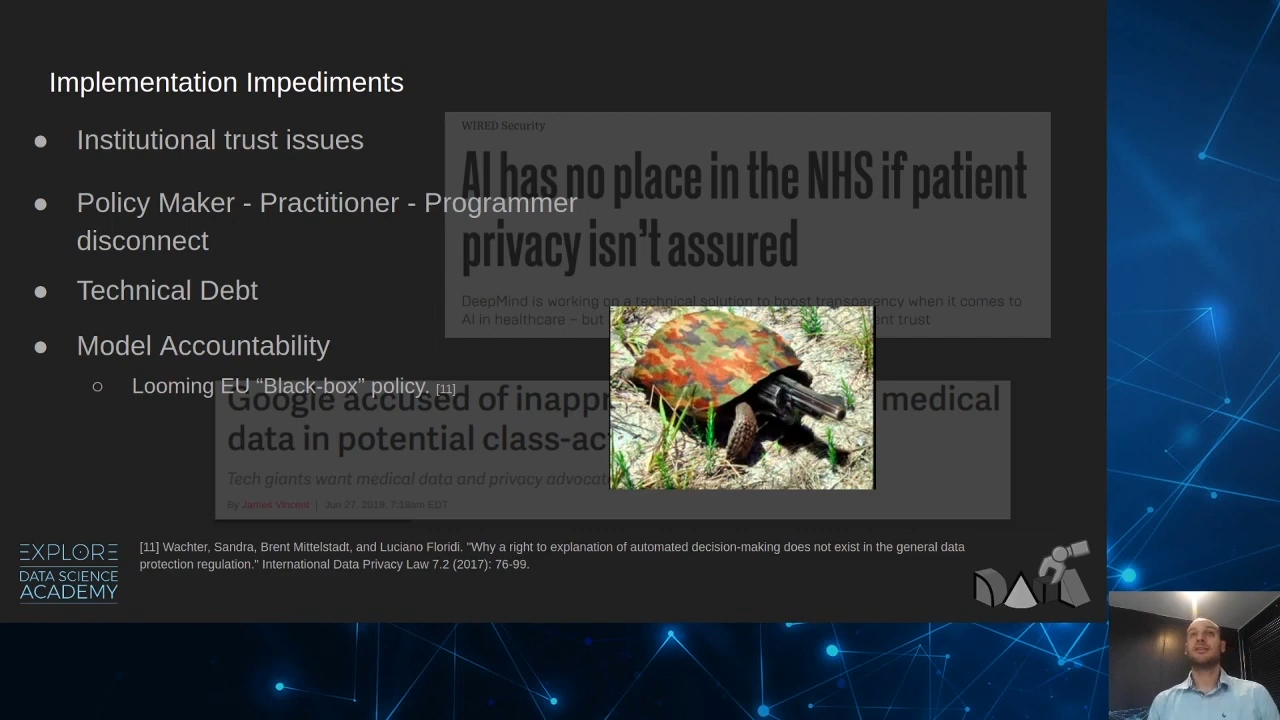 Implementation Impediments
● Institutional trust issues
● Policy Maker - Practitioner - Programmer
disconnect
● Technical Debt
● Model Accountability
○ Looming EU “Black-box” policy. [11]
WIRED Security
AI has no place in the NHS if patient
privacy isn’t assured
DeepMind is working on a technical solution to boost transparency when it comes to
AI in healthcare – but
trust
Google accused of medical
data in potential
Tech giants want medical data and privacy
By James Vincent | Jun 27, 2019, 7:18am EDT
[11] Wachter, Sandra, Brent Mittelstadt, and Luciano Floridi. "Why a right to explanation of automated decision-making does not exist in the general data
protection regulation." International Data Privacy Law 7.2 (2017): 76-99.
EXPLORE
DATA SCIENCE
ACADEMY